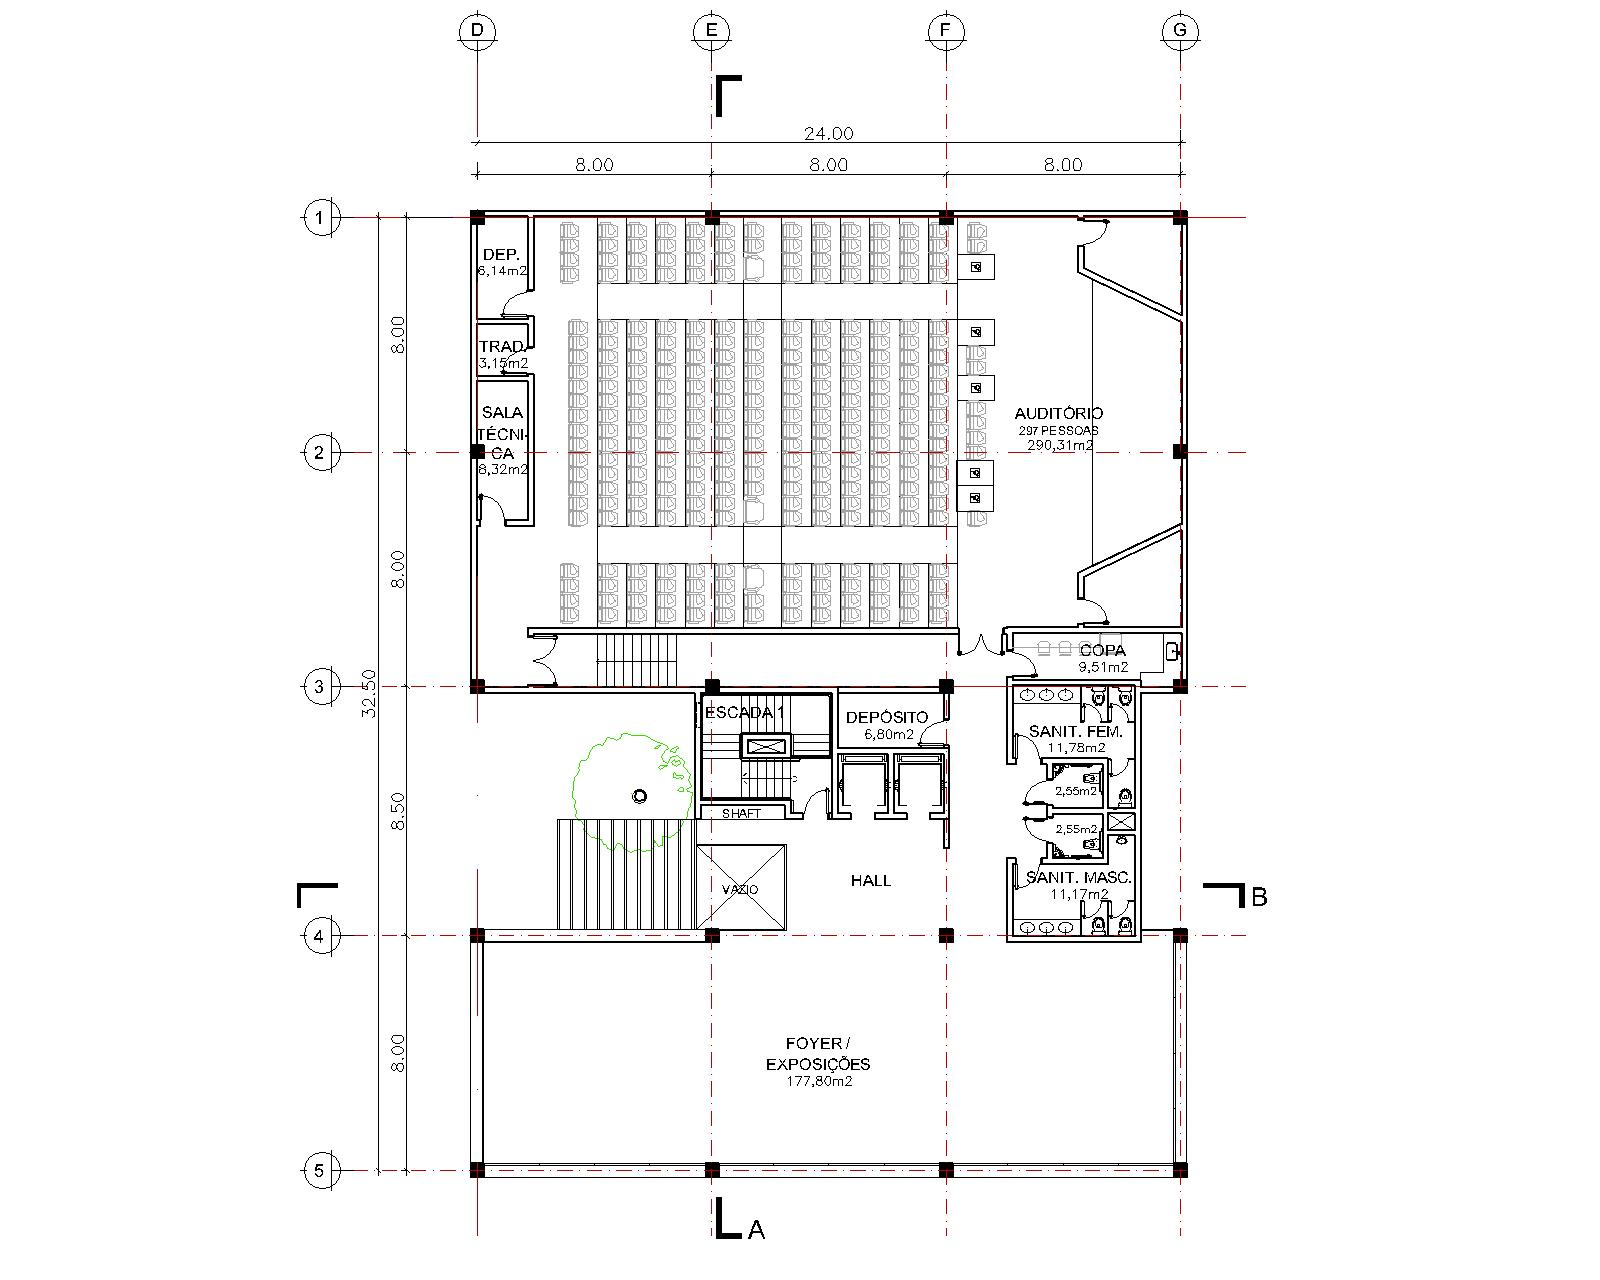 D E F G
24.00
8.00 8.00 8.00
1
DEP.
6,14m2
8.00
TRAD.
3,15m2
SALA
TÉCNI-
CA
8,32m2
AUDITÓRIO
297 PESSOAS
290,31m2
2
8.00
COPA
9,51m2
3
32.50
ESCADA 1
DEPÓSITO
6,80m2
SANIT. FEM.
11,78m2
8.50
SHAFT
2,55m2
2,55m2
VAZIO
HALL
SANIT. MASC.
11,17m2
B
4
FOYER /
EXPOSIÇÕES
177,80m2
8.00
5
A